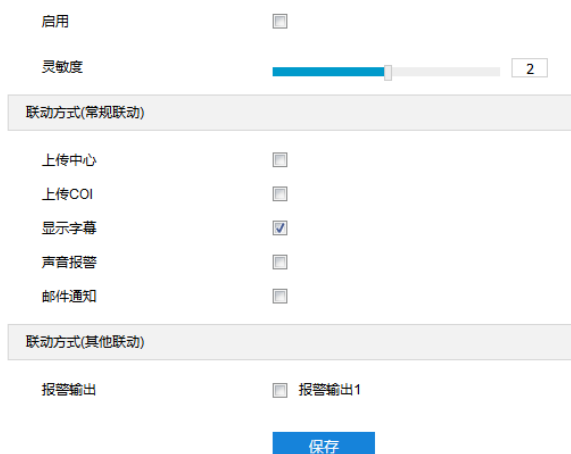 启用
灵敏度 2
联动方式(常规联动)
上传中心
上传COI
显示字幕
声音报警
邮件通知
联动方式(其他联动)
报警输出 报警输出1
保存